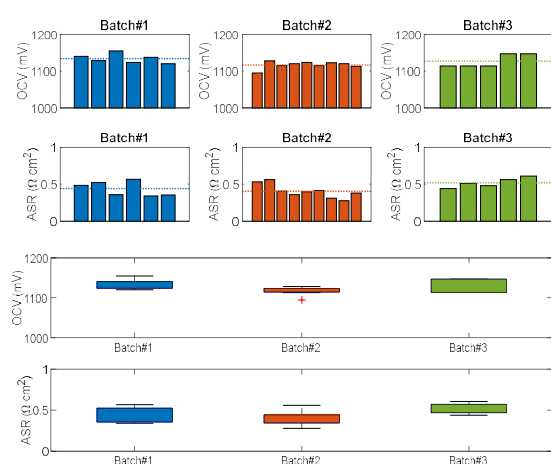 Batch#1 Batch#2 Batch#3
OCV (mV) 1200 1100 1000 OCV (mV) 1200 1100 1000 OCV (mV) 1200 1100 1000
Batch#1 Batch#2 Batch#3
ASR (Ω cm²) 1 0.5 0 ASR (Ω cm²) 1 0.5 0 ASR (Ω cm²) 1 0.5 0
OCV (mV) 1200 1100 1000
Batch#1 Batch#2 Batch#3
ASR (Ω cm²) 1 0.5 0
Batch#1 Batch#2 Batch#3